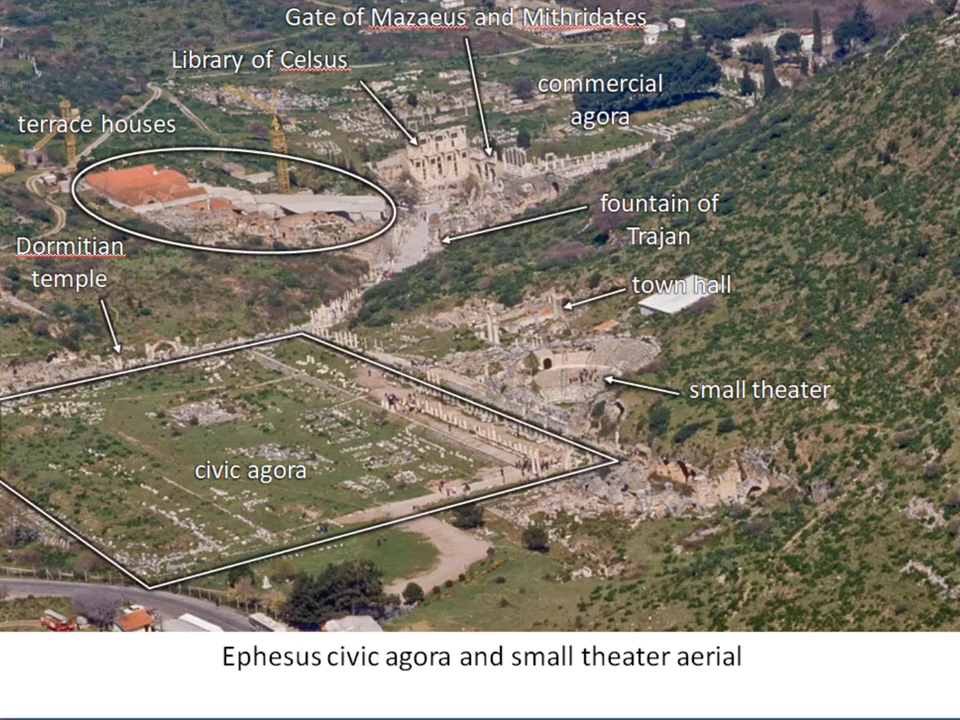 Gate of Mazaeus and Mithridates
Library of Celsus
commercial
agora
terrace houses
fountain of
Trajan
Dormitian
temple
town hall
small theater
civic agora
Ephesus civic agora and small theater aerial